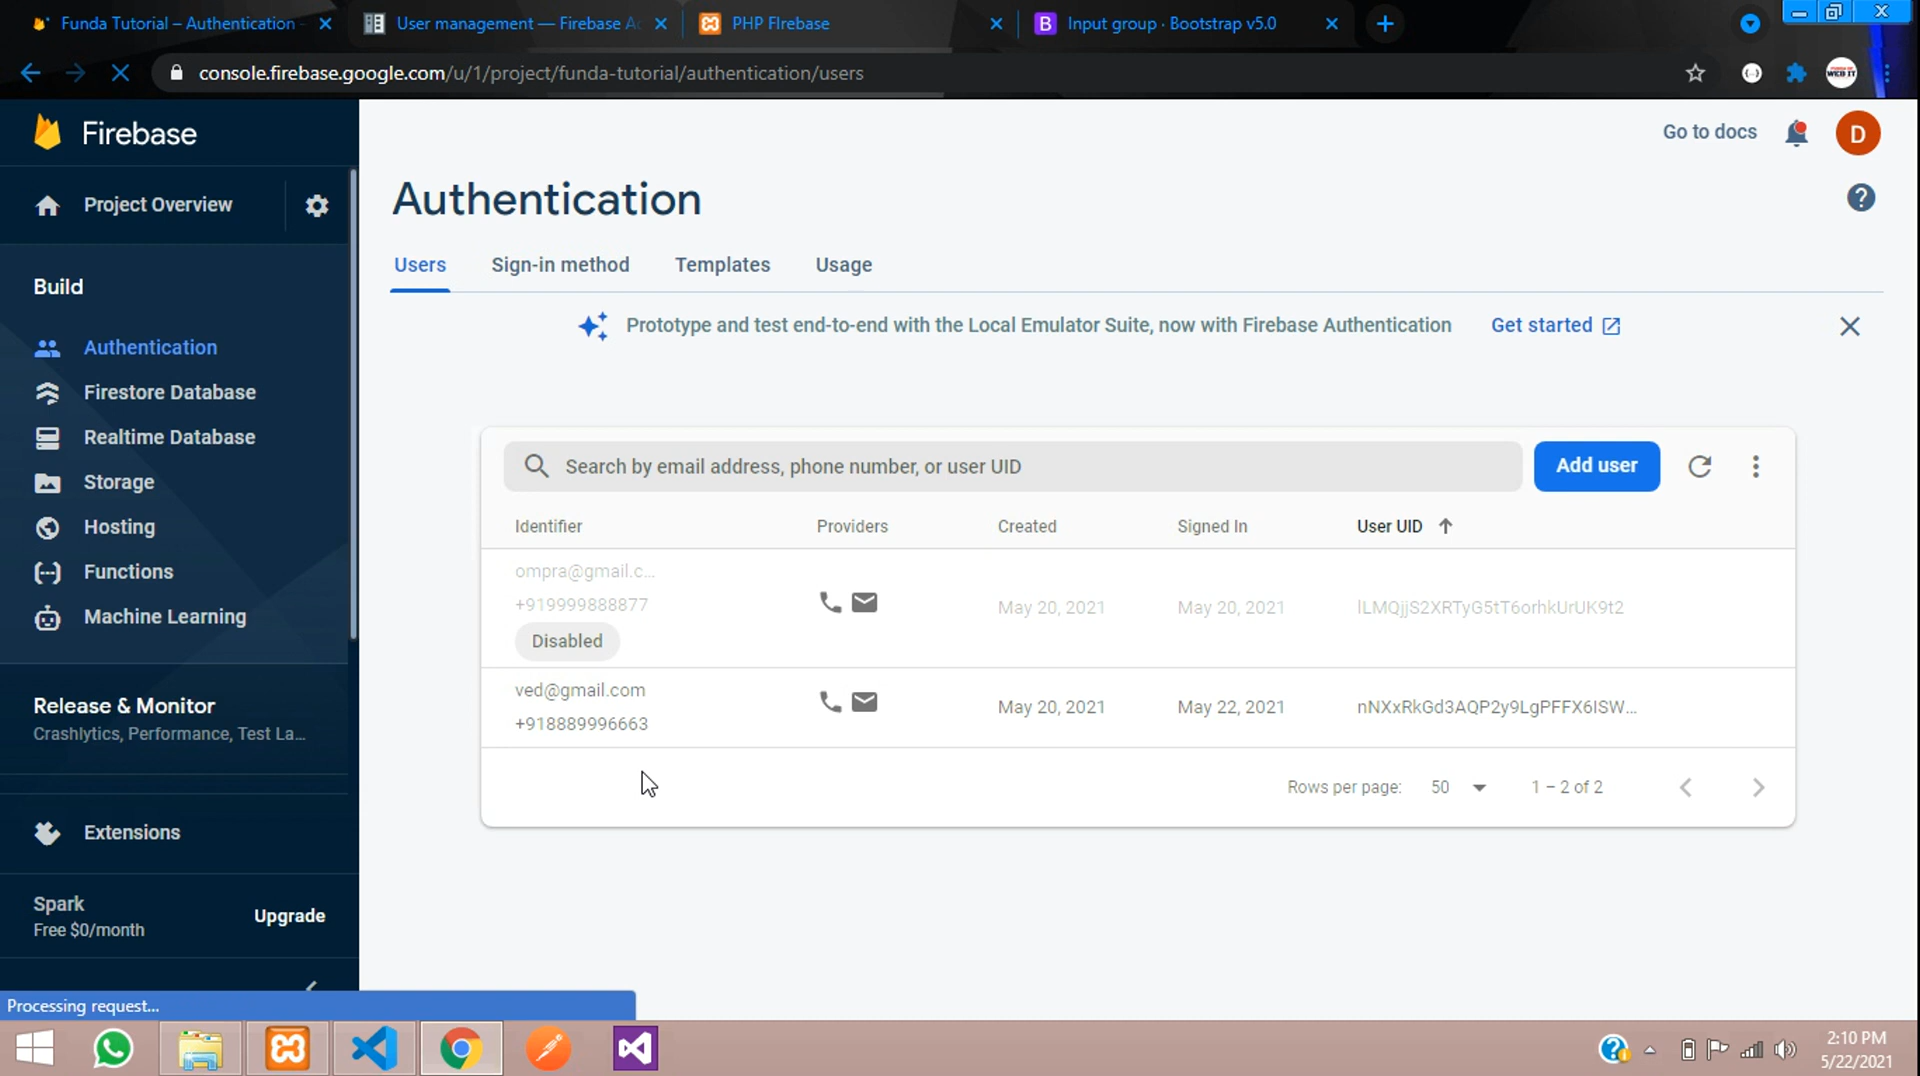 Funda Tutorial – Authentication
User management — Firebase A
PHP FIrebase
Input group · Bootstrap v5.0
console.firebase.google.com/u/1/project/funda-tutorial/authentication/users
WEB IT
Firebase
Go to docs
D
Project Overview
Authentication
Users
Sign-in method
Templates
Usage
Build
Prototype and test end-to-end with the Local Emulator Suite, now with Firebase Authentication
Get started
Authentication
Firestore Database
Realtime Database
Storage
Hosting
Functions
Machine Learning
Search by email address, phone number, or user UID
Add user
Identifier
Providers
Created
Signed In
User UID
ompra@gmail.c...
+919999888877
Disabled
May 20, 2021
May 20, 2021
lLMQjjS2XRTyG5tT6orhkUrUK9t2
ved@gmail.com
+918889996663
May 20, 2021
May 22, 2021
nNXxRkGd3AQP2y9LgPFFX6ISW...
Rows per page:
50
1 – 2 of 2
Release & Monitor
Crashlytics, Performance, Test La...
Extensions
Spark
Free $0/month
Upgrade
Processing request...
2:10 PM
5/22/2021